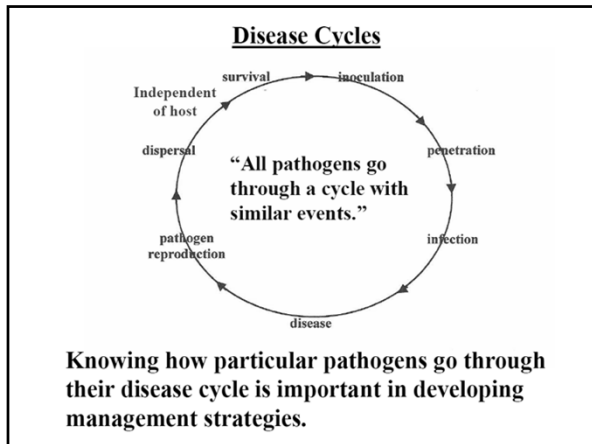 Disease Cycles
survival
inoculation
Independent
of host
dispersal
penetration
“All pathogens go
through a cycle with
similar events.”
pathogen
reproduction
infection
disease
Knowing how particular pathogens go through
their disease cycle is important in developing
management strategies.